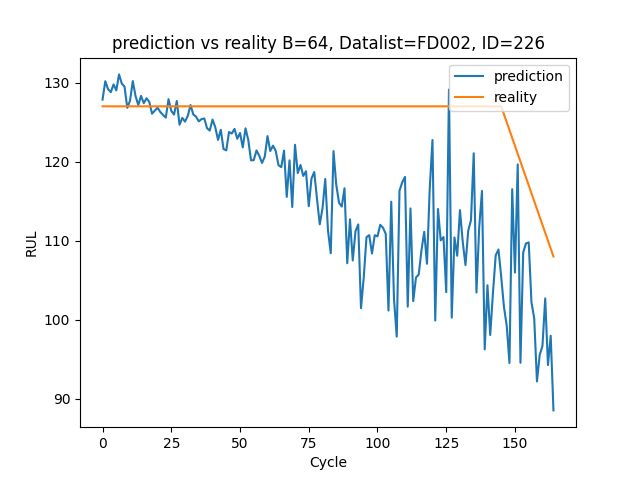 prediction vs reality B=64, Datalist=FD002, ID=226
prediction
reality
RUL
130
120
110
100
90
0 25 50 75 100 125 150
Cycle